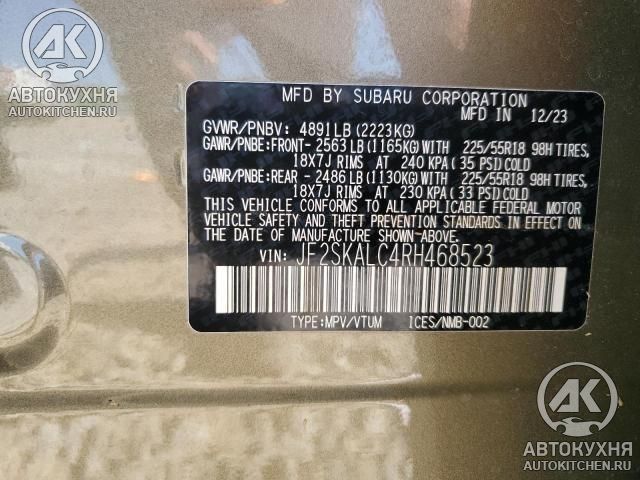 AK
АВТОКУХНЯ
AUTOKITCHEN.RU
MFD BY SUBARU CORPORATION
MFD IN 12/23
GVWR/PNBV: 4891LB(2223KG)
GAWR/PNBE:FRONT-2563LB(1165KG)WITH 225/55R18 98H TIRES,
18X7J RIMS AT 240 KPA(35 PSI)COLD
GAWR/PNBE:REAR -2486LB(1130KG)WITH 225/55R18 98H TIRES,
18X7J RIMS AT 230 KPA(33 PSI)COLD
THIS VEHICLE CONFORMS TO ALL APPLICABLE FEDERAL MOTOR
VEHICLE SAFETY AND THEFT PREVENTION STANDARDS IN EFFECT ON
THE DATE OF MANUFACTURE SHOWN-ABOVE.
VIN: JF2SKALC4RH468523
TYPE:MPV/VTUM ICES/NMB-002
AK
АВТОКУХНЯ
AUTOKITCHEN.RU